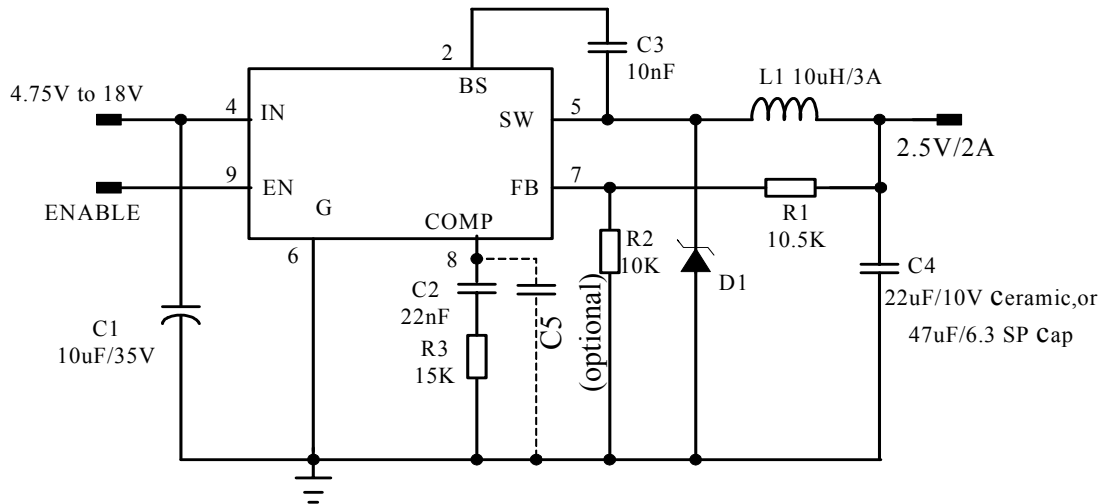 2
C3
10nF
BS
L1 10uH/3A
4.75V to 18V
4
IN
5
SW
2.5V/2A
9
EN
7
FB
ENABLE
G
COMP
R1
10.5K
6
8
R2
10K
(optional)
D1
C4
22uF/10V Ceramic,or
47uF/6.3 SP Cap
C2
22nF
C5
C1
10uF/35V
R3
15K